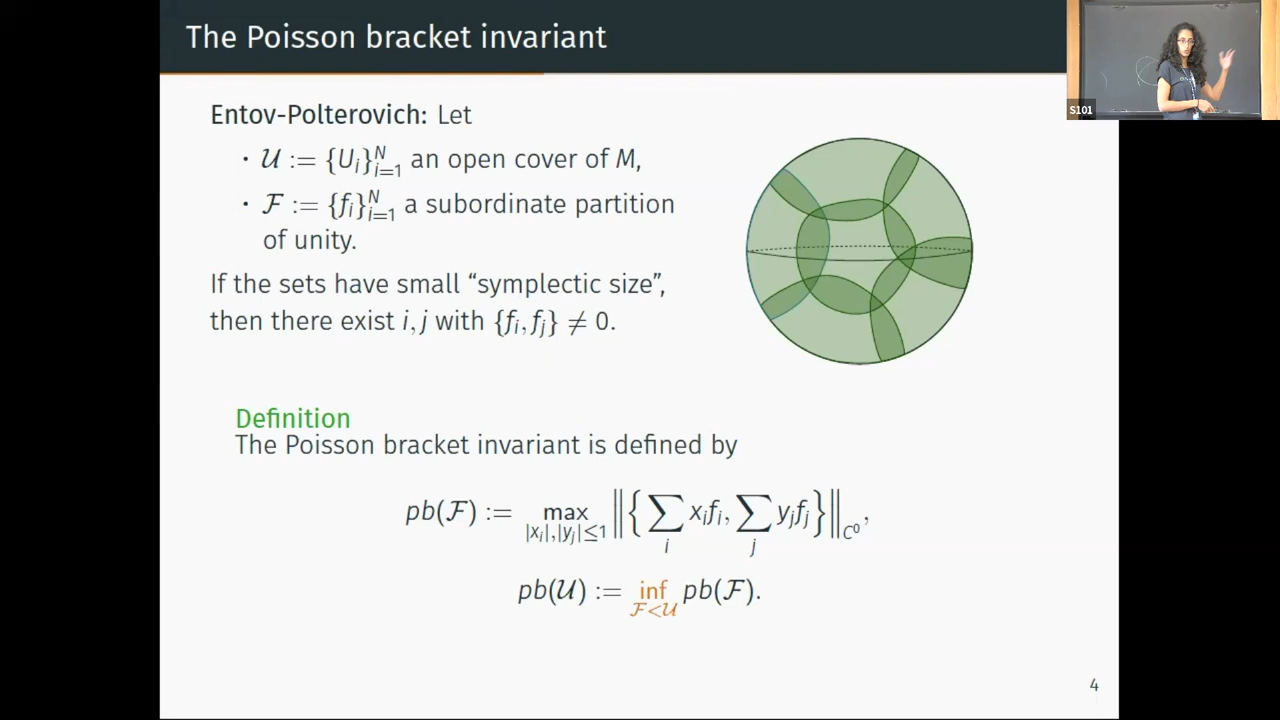 The Poisson bracket invariant
S101
Entov-Polterovich: Let
· 𝒰 := {U_i}_{i=1}^N an open cover of M,
· ℱ := {f_i}_{i=1}^N a subordinate partition
of unity.
If the sets have small “symplectic size”,
then there exist i, j with {f_i, f_j} ≠ 0.
Definition
The Poisson bracket invariant is defined by
pb(ℱ) := max_{|x_i|,|y_j|≤1} ‖{∑_i x_i f_i, ∑_j y_j f_j}‖_{C^0},
pb(𝒰) := inf_{ℱ<𝒰} pb(ℱ).
4